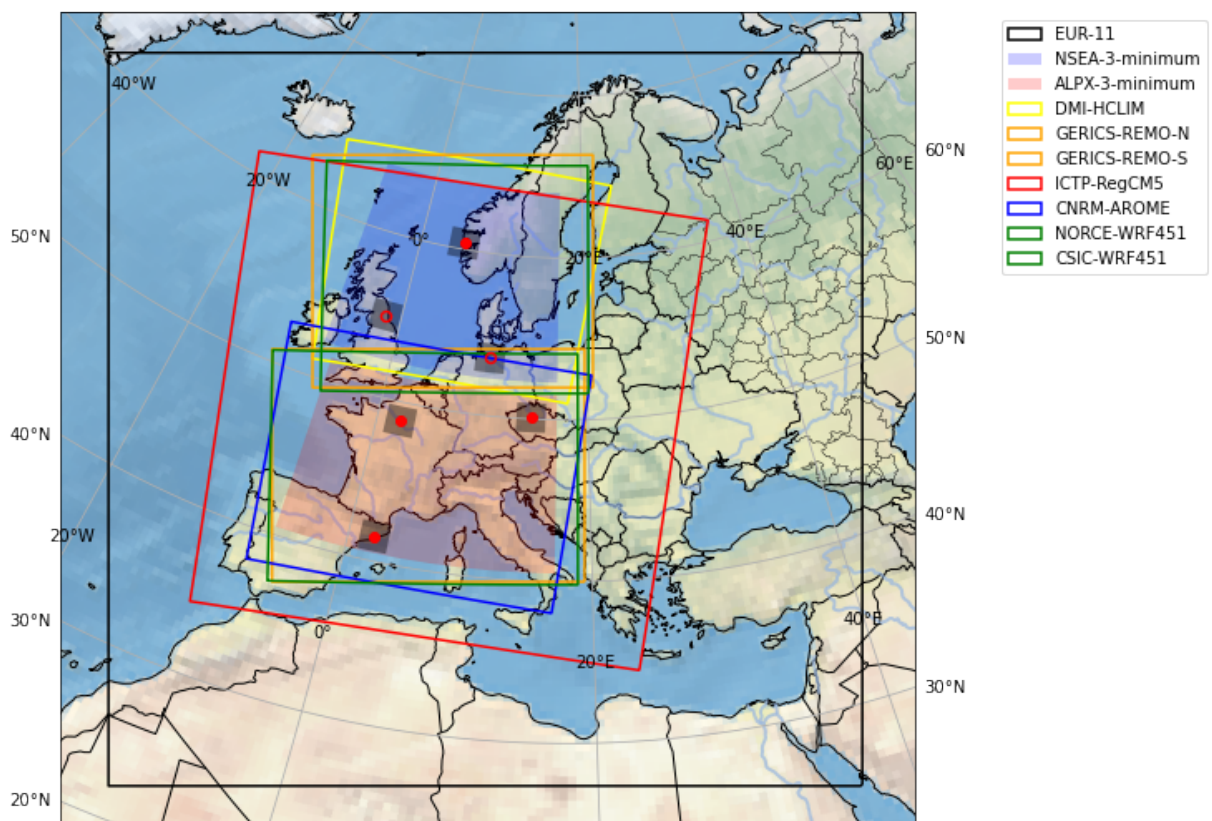 EUR-11
NSEA-3-minimum
ALPX-3-minimum
DMI-HCLIM
GERICS-REMO-N
GERICS-REMO-S
ICTP-RegCM5
CNRM-AROME
NORCE-WRF451
CSIC-WRF451
40°W
60°N
60°E
20°W
50°N
0°
40°E
20°E
50°N
40°N
40°N
20°W
30°N
0°
40°E
20°E
30°N
20°N